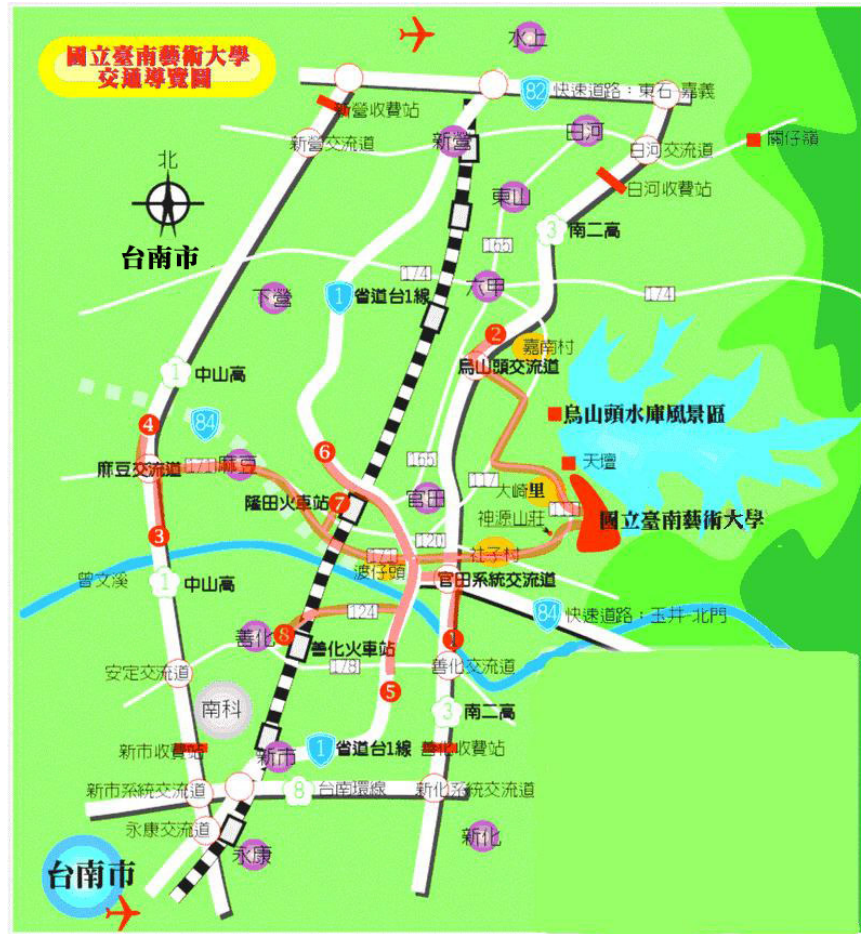 國立臺南藝術大學
交通導覽圖
水上
82
快速道路：東石-嘉義
新營收費站
新營交流道
新營
白河
白河交流道
關仔嶺
白河收費站
北
台南市
東山
165
3
南二高
174
六甲
174
下營
1
省道台1線
2
嘉南村
烏山頭交流道
1
中山高
84
烏山頭水庫風景區
4
6
麻豆交流道
171
麻豆
165
117
天壇
隆田火車站
7
官田
大崎里
神源山莊
國立臺南藝術大學
3
120
社子村
171
渡仔頭
官田系統交流道
曾文溪
1
中山高
84
快速道路：玉井-北門
124
善化
8
善化火車站
1
178
善化交流道
安定交流道
5
南科
3
南二高
新市收費站
新市
1
省道台1線
善化收費站
新市系統交流道
8
台南環線
新化系統交流道
永康交流道
永康
新化
台南市